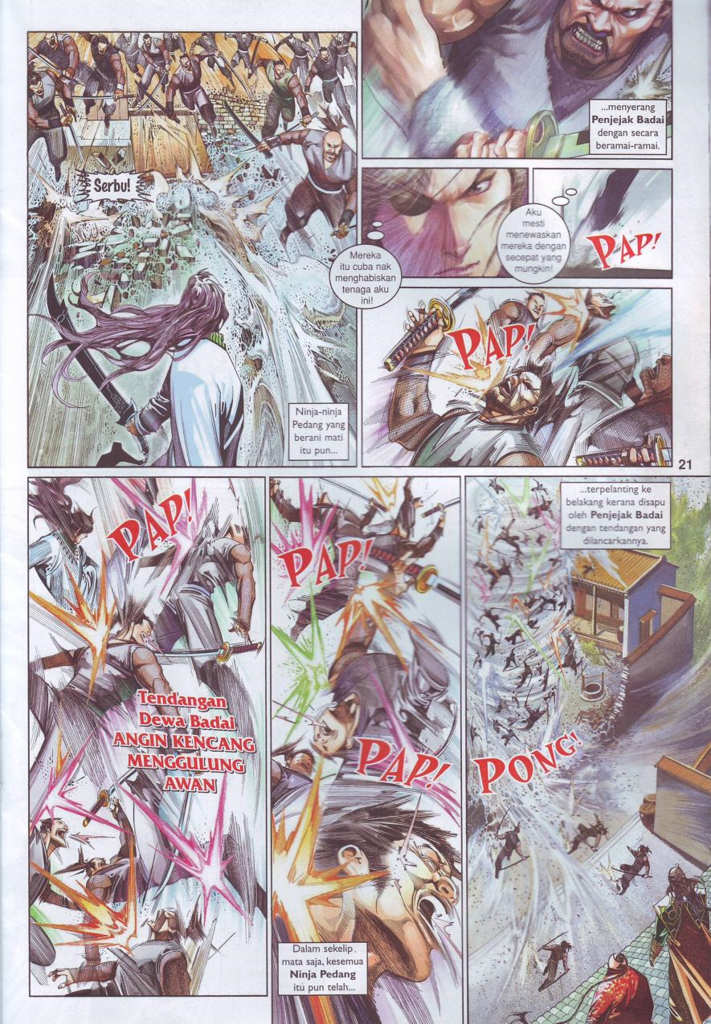 Serbu!
Ninja-ninja
Pedang yang
berani mati
itu pun...
...menyerang
Penjejak Badai
dengan secara
beramai-ramai.
Mereka
itu cuba nak
menghabiskan
tenaga aku
ini!
Aku
mesti
menewaskan
mereka dengan
secepat yang
mungkin!
PAP!
PAP!
21
PAP!
Tendangan
Dewa Badai
ANGIN KENCANG
MENGGULUNG
AWAN
PAP!
PAP!
PAP!
Dalam sekelip
mata saja, kesemua
Ninja Pedang
itu pun telah...
...terpelanting ke
belakang kerana disapu
oleh Penjejak Badai
dengan tendangan yang
dilancarkannya.
PONG!